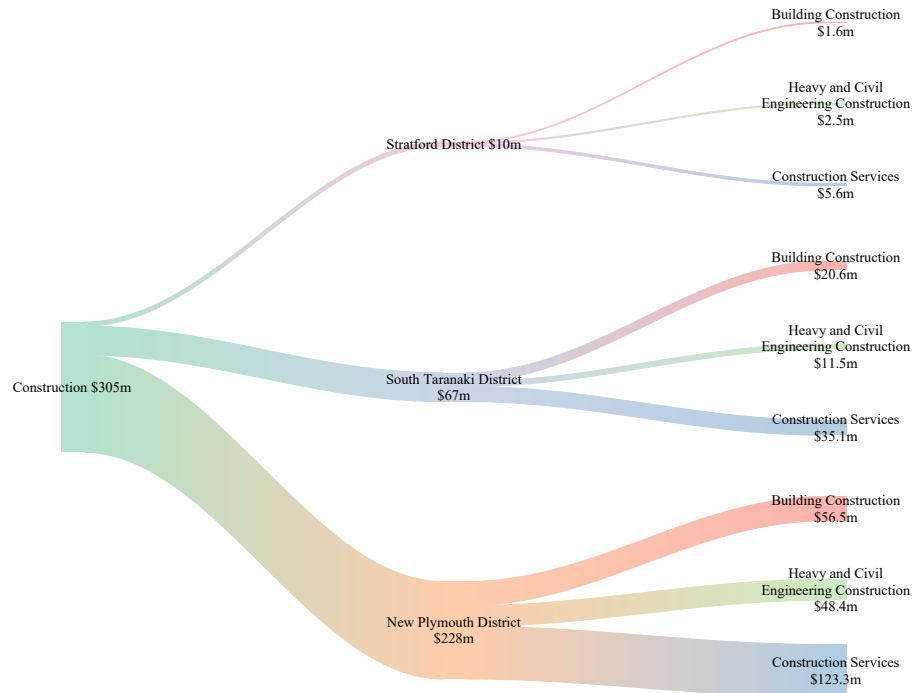 Building Construction
$1.6m
Heavy and Civil
Engineering Construction
$2.5m
Stratford District $10m
Construction Services
$5.6m
Building Construction
$20.6m
Heavy and Civil
Engineering Construction
$11.5m
South Taranaki District
$67m
Construction $305m
Construction Services
$35.1m
Building Construction
$56.5m
Heavy and Civil
Engineering Construction
$48.4m
New Plymouth District
$228m
Construction Services
$123.3m